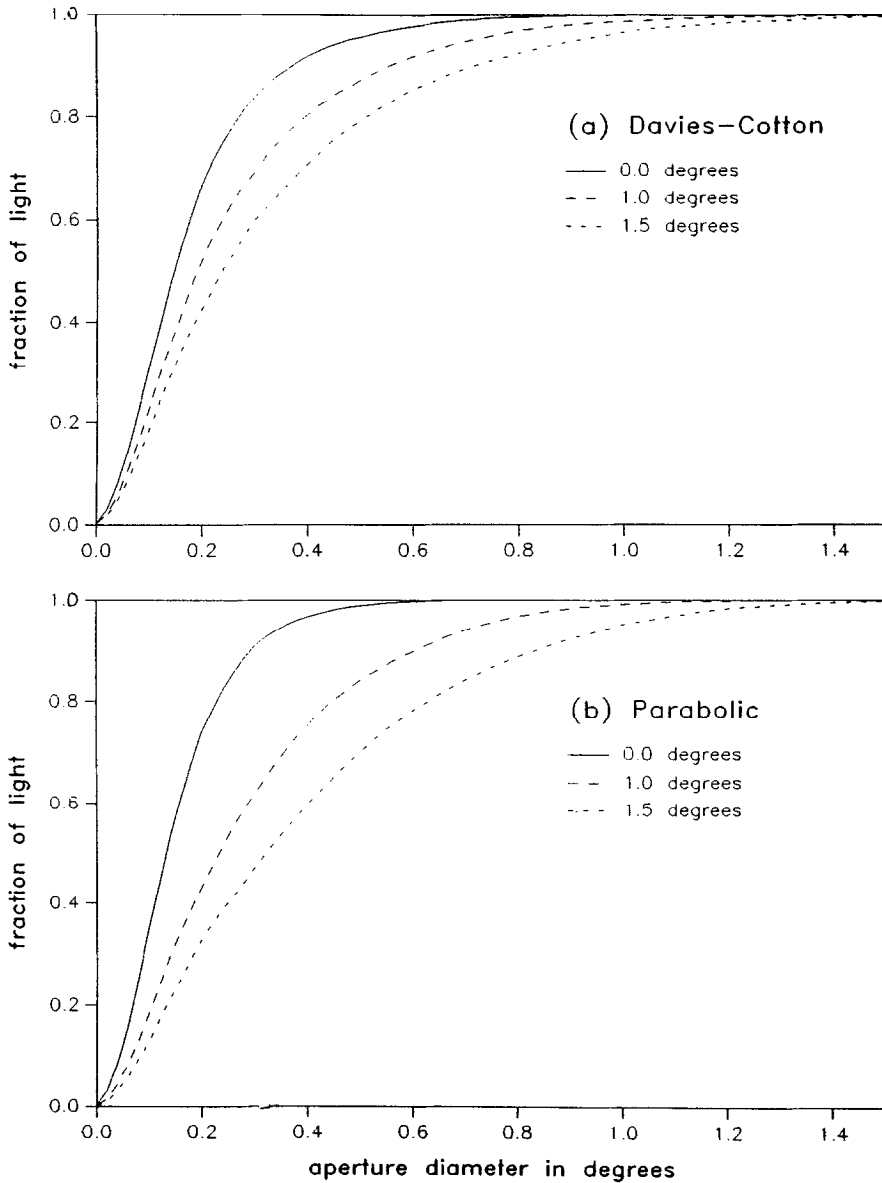 1.0
0.8
0.6
0.4
0.2
0.0
fraction of light
(a) Davies-Cotton
0.0 degrees
1.0 degrees
1.5 degrees
0.0 0.2 0.4 0.6 0.8 1.0 1.2 1.4
1.0
0.8
0.6
0.4
0.2
0.0
fraction of light
(b) Parabolic
0.0 degrees
1.0 degrees
1.5 degrees
0.0 0.2 0.4 0.6 0.8 1.0 1.2 1.4
aperture diameter in degrees